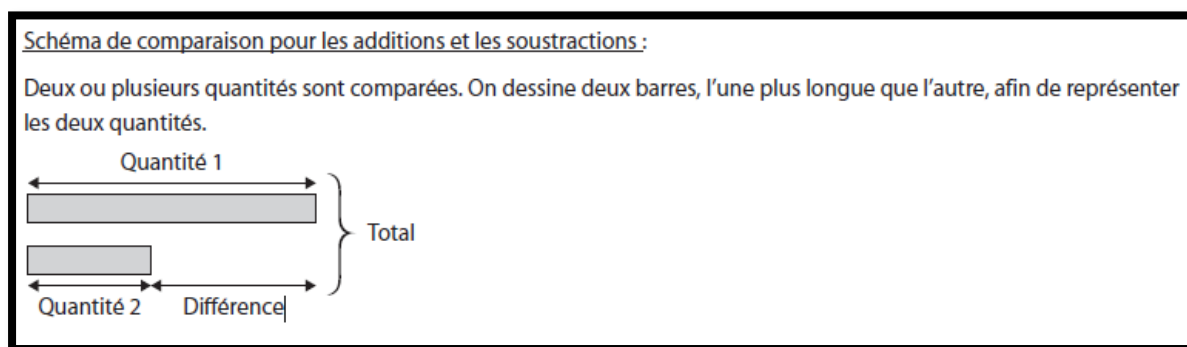 Schéma de comparaison pour les additions et les soustractions :
Deux ou plusieurs quantités sont comparées. On dessine deux barres, l’une plus longue que l’autre, afin de représenter
les deux quantités.
Quantité 1
Total
Quantité 2 Différence